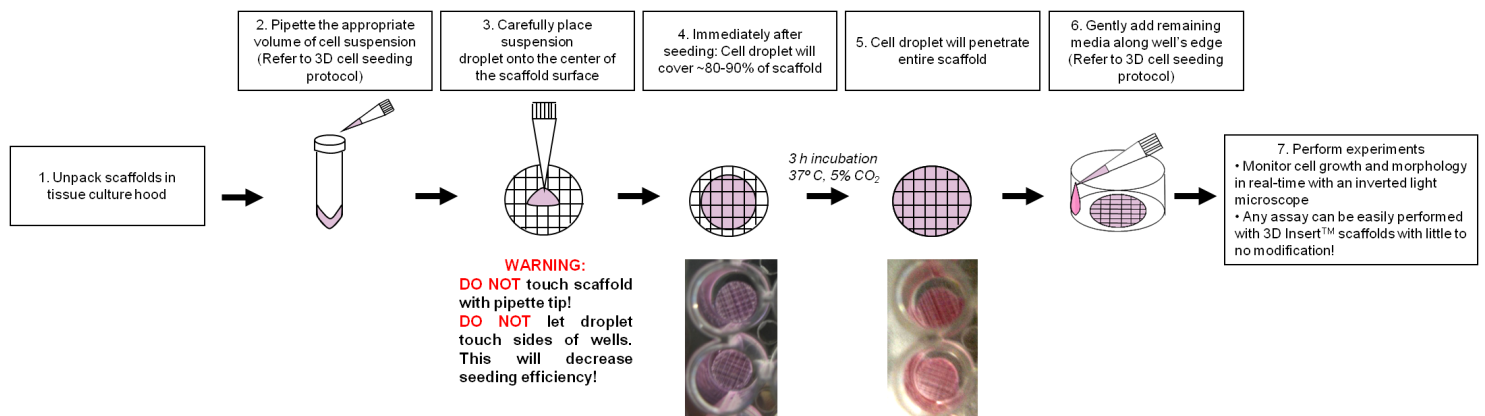 1. Unpack scaffolds in
tissue culture hood
2. Pipette the appropriate
volume of cell suspension
(Refer to 3D cell seeding
protocol)
3. Carefully place
suspension
droplet onto the center of
the scaffold surface
WARNING:
DO NOT touch scaffold
with pipette tip!
DO NOT let droplet
touch sides of wells.
This will decrease
seeding efficiency!
4. Immediately after
seeding: Cell droplet will
cover ~80-90% of scaffold
3 h incubation
37º C, 5% CO2
5. Cell droplet will penetrate
entire scaffold
6. Gently add remaining
media along well's edge
(Refer to 3D cell seeding
protocol)
7. Perform experiments
• Monitor cell growth and morphology
in real-time with an inverted light
microscope
• Any assay can be easily performed
with 3D Insert™ scaffolds with little to
no modification!